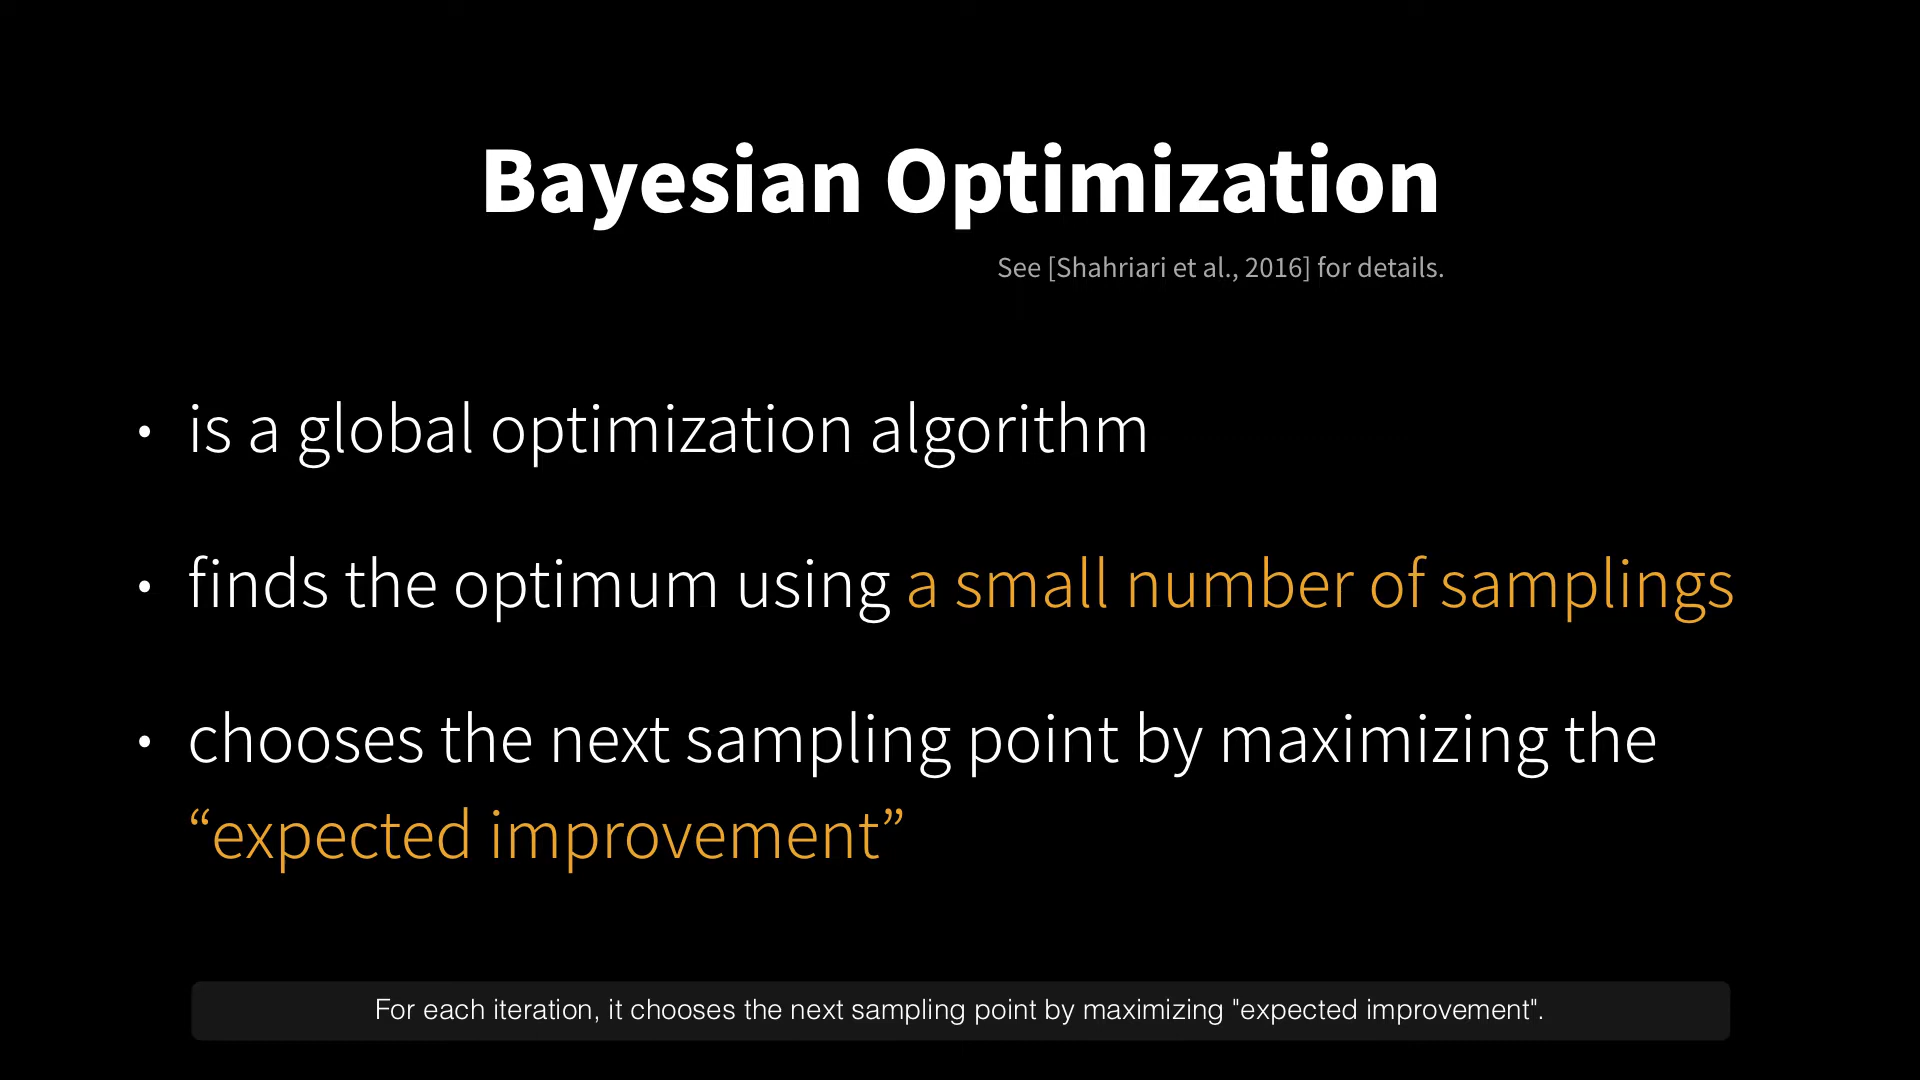 Bayesian Optimization
See [Shahriari et al., 2016] for details.
• is a global optimization algorithm
• finds the optimum using a small number of samplings
• chooses the next sampling point by maximizing the
“expected improvement”
For each iteration, it chooses the next sampling point by maximizing "expected improvement".